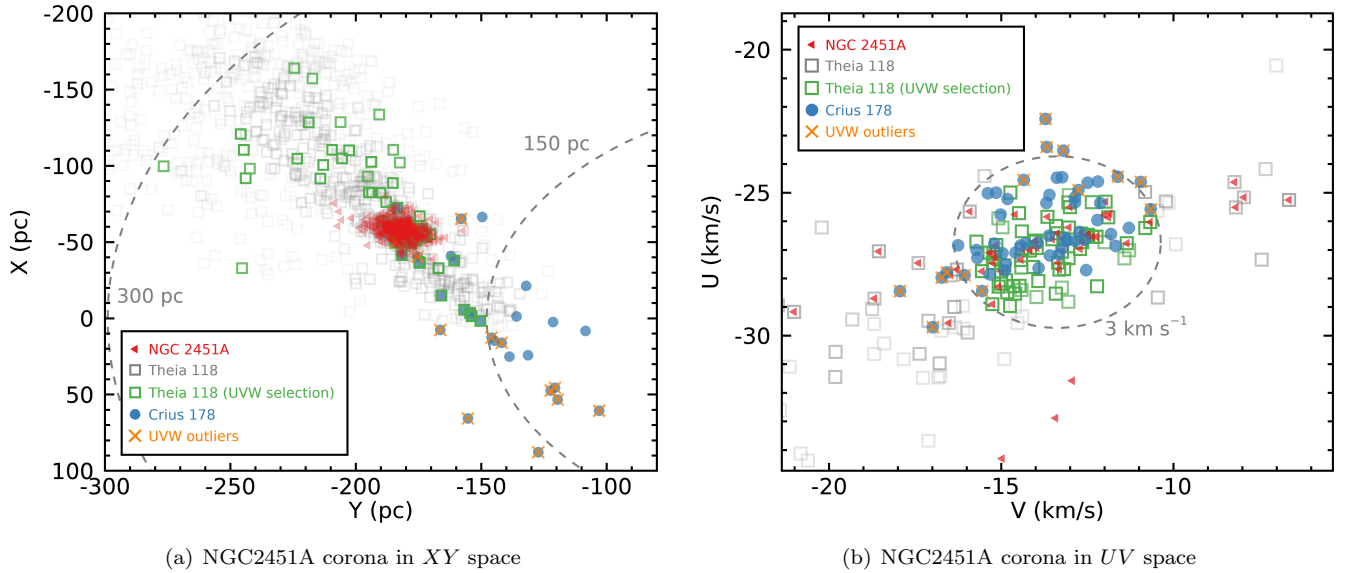 -200
-150
-100
-50
0
50
100
X (pc)
150 pc
300 pc
NGC 2451A
Theia 118
Theia 118 (UVW selection)
Crius 178
UVW outliers
-300
-250
-200
-150
-100
Y (pc)
(a) NGC2451A corona in XY space
-20
-25
-30
U (km/s)
NGC 2451A
Theia 118
Theia 118 (UVW selection)
Crius 178
UVW outliers
3 km s⁻¹
-20
-15
-10
V (km/s)
(b) NGC2451A corona in UV space